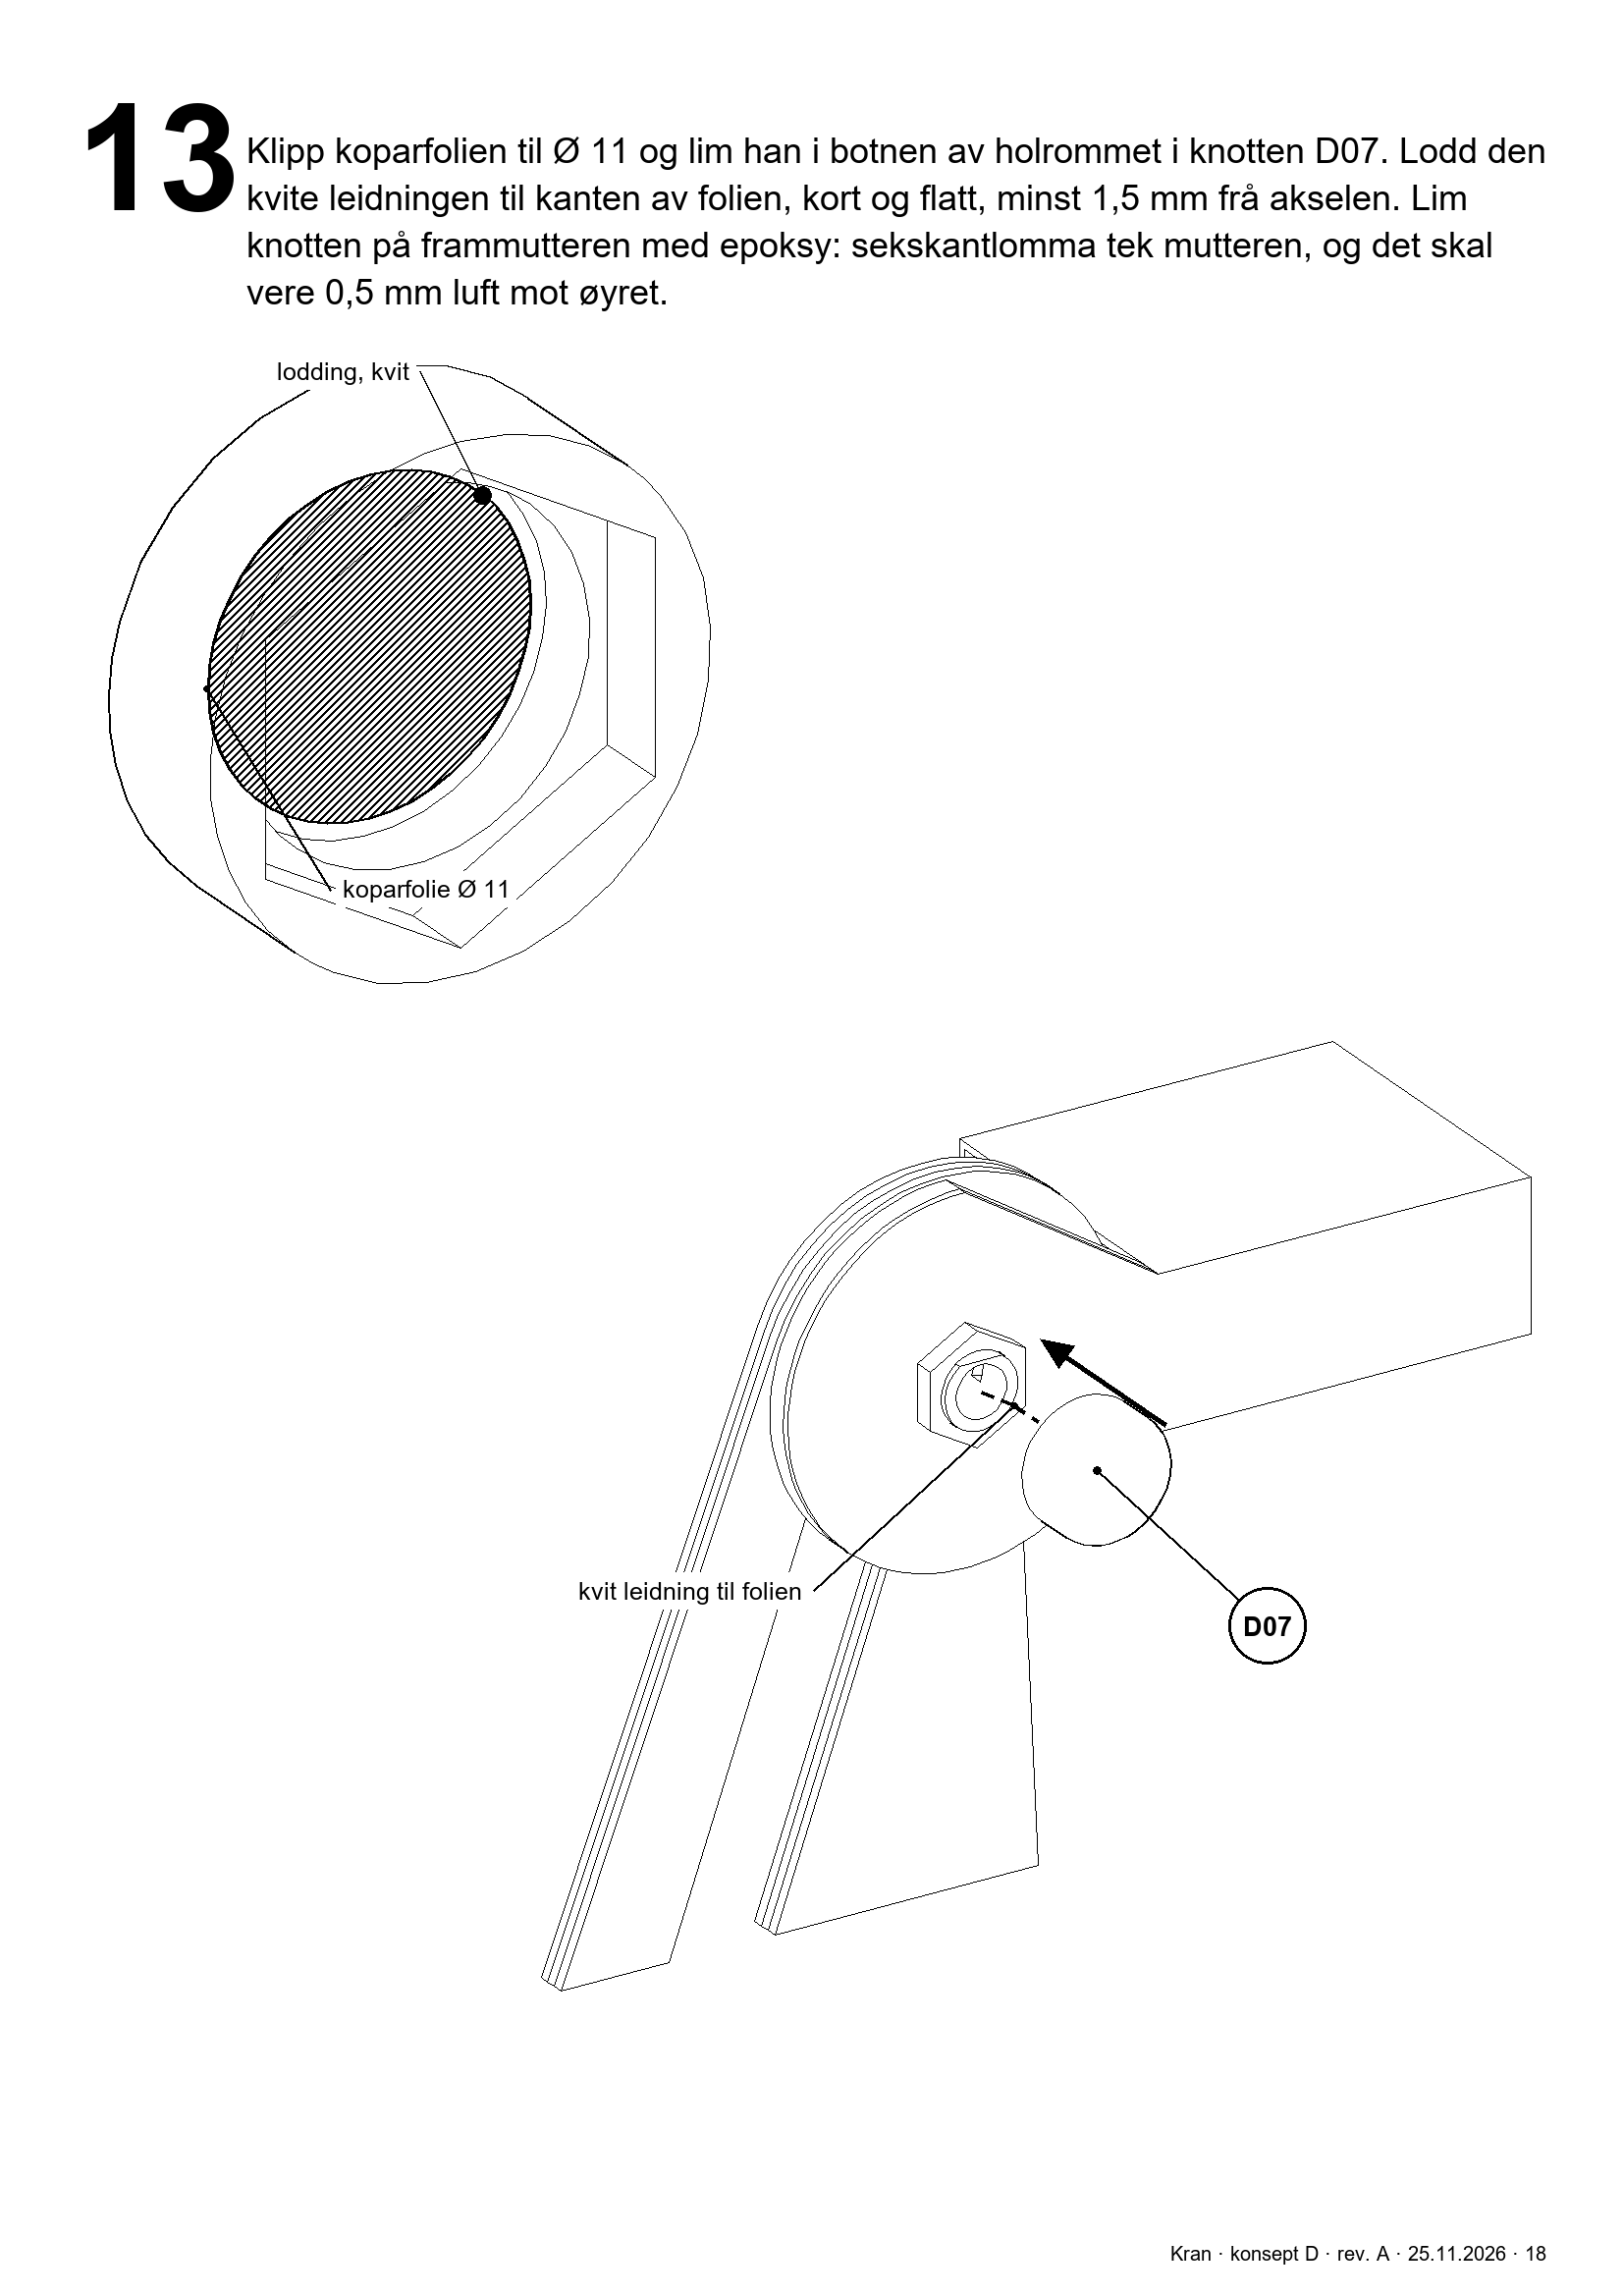 13
Klipp koparfolien til Ø 11 og lim han i botnen av holrommet i knotten D07. Lodd den
kvite leidningen til kanten av folien, kort og flatt, minst 1,5 mm frå akselen. Lim
knotten på frammutteren med epoksy: sekskantlomma tek mutteren, og det skal
vere 0,5 mm luft mot øyret.
lodding, kvit
koparfolie Ø 11
kvit leidning til folien
D07
Kran · konsept D · rev. A · 25.11.2026 · 18